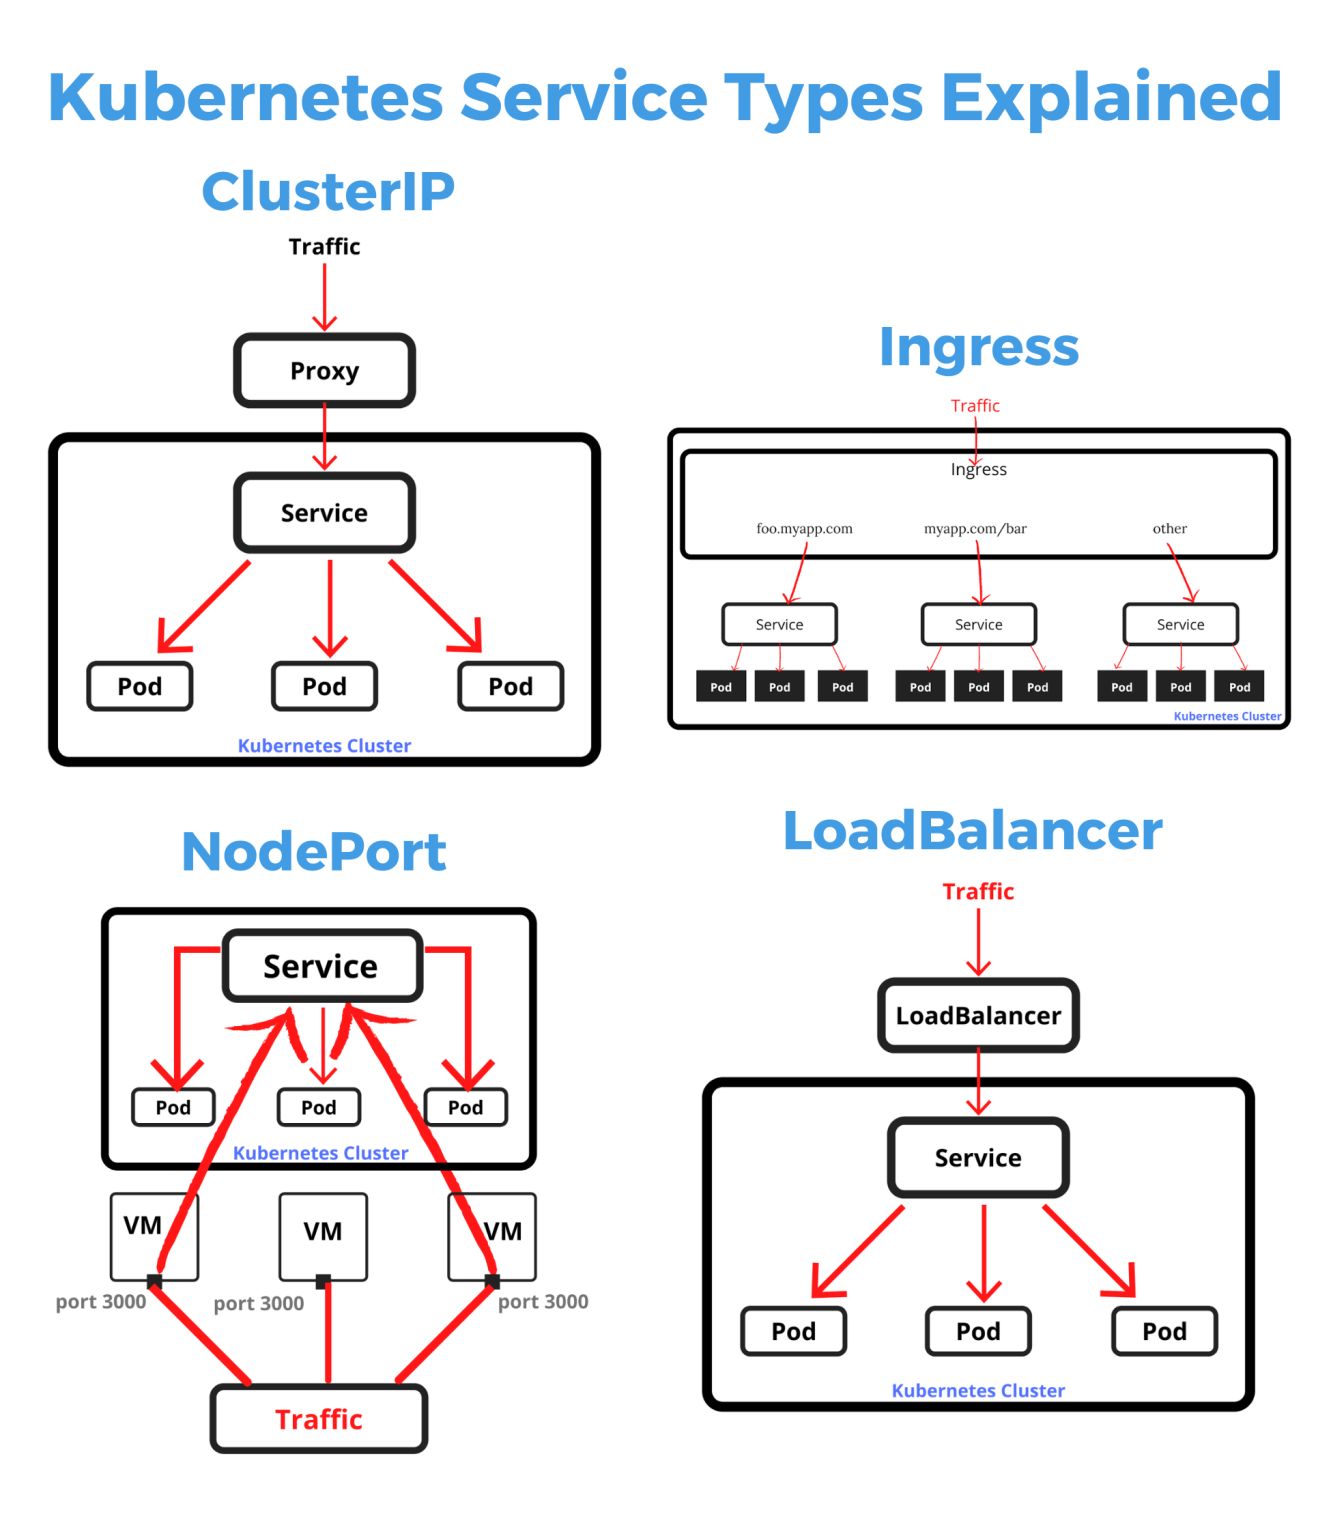 Kubernetes Service Types Explained
ClusterIP
Traffic
Proxy
Service
Pod Pod Pod
Kubernetes Cluster
Ingress
Traffic
Ingress
foo.myapp.com myapp.com/bar other
Service Service Service
Pod Pod Pod Pod Pod Pod Pod Pod Pod
Kubernetes Cluster
NodePort
Service
Pod Pod Pod
Kubernetes Cluster
VM VM VM
port 3000 port 3000 port 3000
Traffic
LoadBalancer
Traffic
LoadBalancer
Service
Pod Pod Pod
Kubernetes Cluster